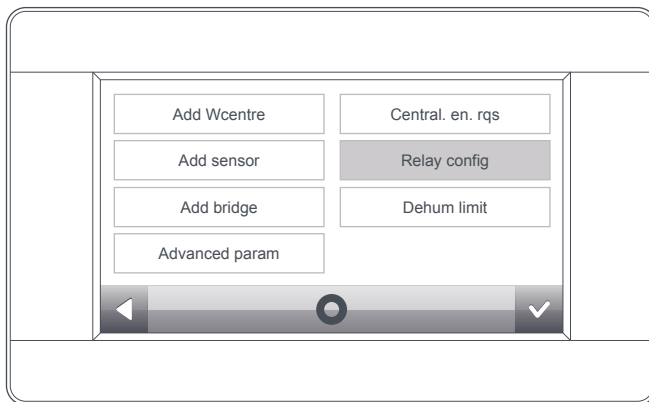 Add Wcentre
Central. en. rqs
Add sensor
Relay config
Add bridge
Dehum limit
Advanced param